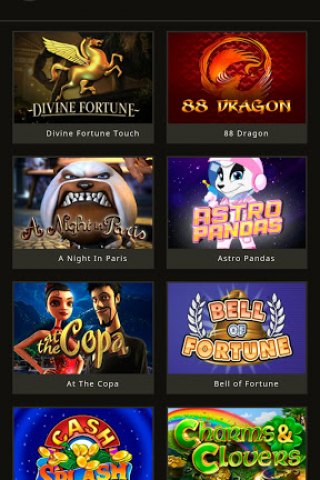 DIVINE FORTUNE
88 DRAGON
Divine Fortune Touch
88 Dragon
A Night in Paris
ASTRO
PANDAS
A Night In Paris
Astro Pandas
at the Copa
BELL
OF
FORTUNE
At The Copa
Bell of Fortune
CASH
SPLASH
Charms &
Clovers